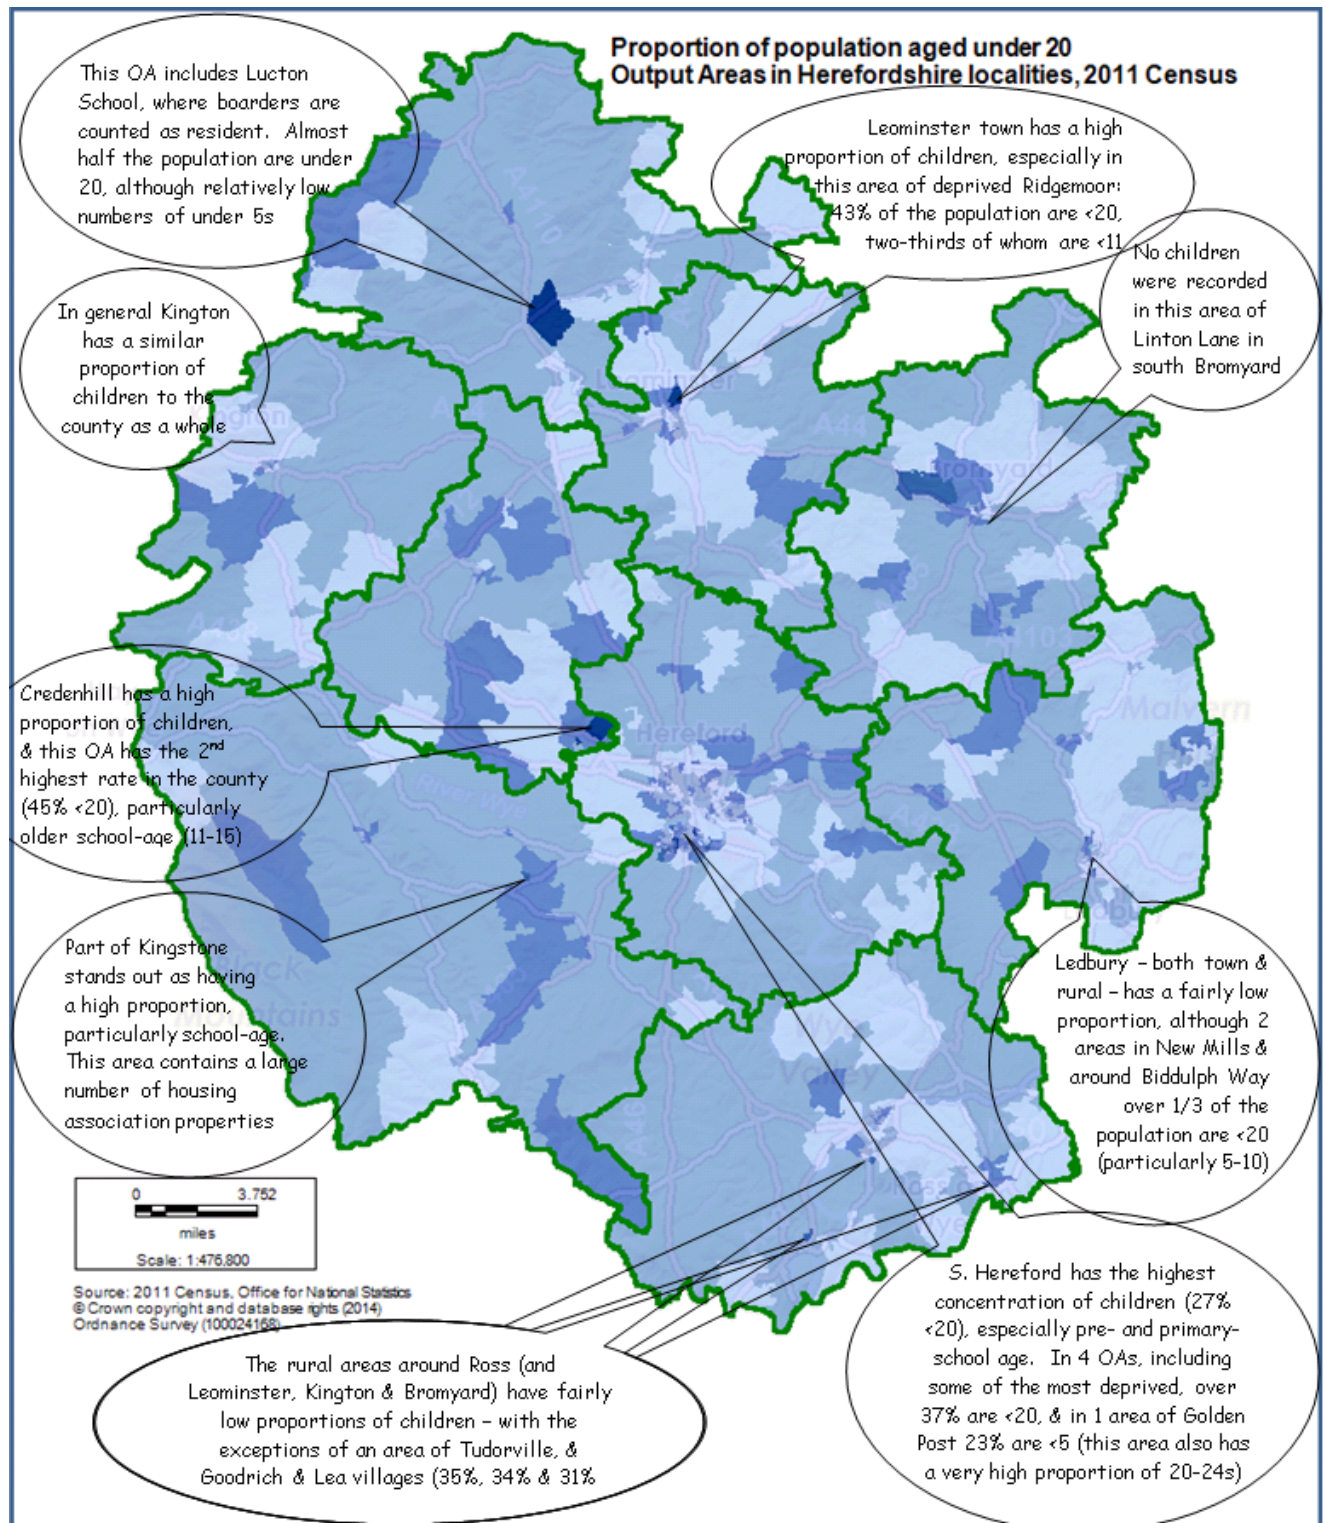 Proportion of population aged under 20
Output Areas in Herefordshire localities, 2011 Census
This OA includes Lucton
School, where boarders are
counted as resident. Almost
half the population are under
20, although relatively low
numbers of under 5s
Leominster town has a high
proportion of children, especially in
this area of deprived Ridgemoor:
43% of the population are <20,
two-thirds of whom are <11
No children
were recorded
in this area of
Linton Lane in
south Bromyard
In general Kington
has a similar
proportion of
children to the
county as a whole
Kington
Leominster
A44
Bromyard
Credenhill has a high
proportion of children,
& this OA has the 2nd
highest rate in the county
(45% <20), particularly
older school-age (11-15)
Malvern
Hereford
Part of Kingstone
stands out as having
a high proportion,
particularly school-age.
This area contains a large
number of housing
association properties
Black
Mountains
Ledbury
Ledbury – both town &
rural – has a fairly low
proportion, although 2
areas in New Mills &
around Biddulph Way
over 1/3 of the
population are <20
(particularly 5-10)
Wye
Valley
0 3.752
miles
Scale: 1:476,800
Source: 2011 Census, Office for National Statistics
© Crown copyright and database rights (2014)
Ordnance Survey (100024168)
The rural areas around Ross (and
Leominster, Kington & Bromyard) have fairly
low proportions of children – with the
exceptions of an area of Tudorville, &
Goodrich & Lea villages (35%, 34% & 31%
S. Hereford has the highest
concentration of children (27%
<20), especially pre- and primary-
school age. In 4 OAs, including
some of the most deprived, over
37% are <20, & in 1 area of Golden
Post 23% are <5 (this area also has
a very high proportion of 20-24s)